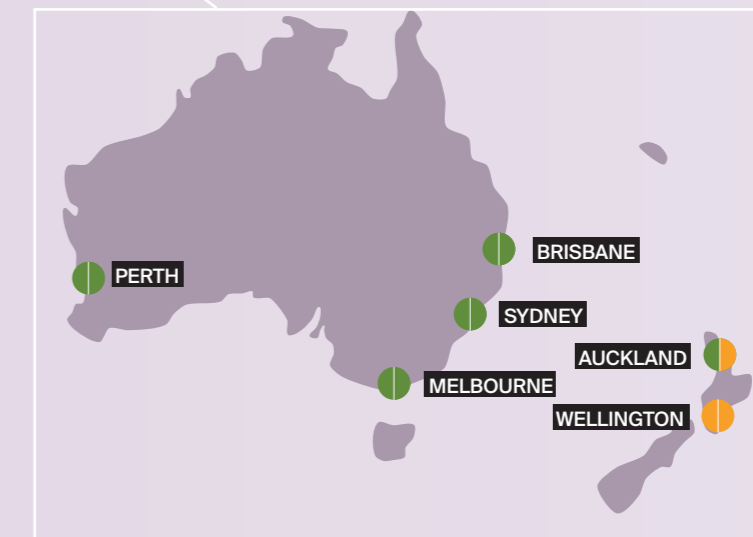 BRISBANE
PERTH
SYDNEY
AUCKLAND
MELBOURNE
WELLINGTON